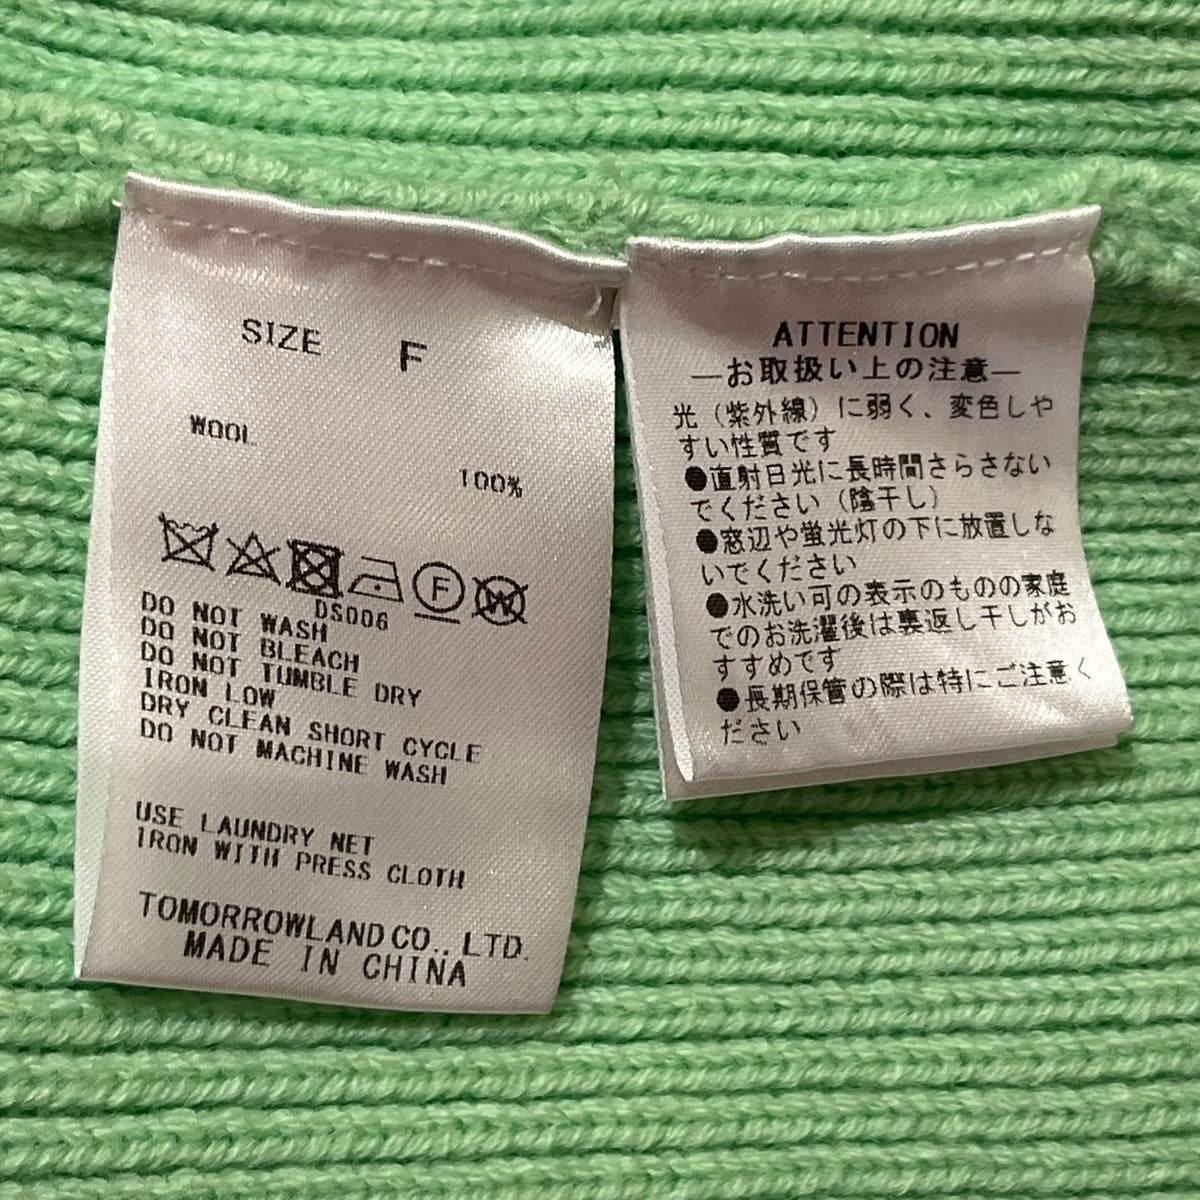 SIZE F
WOOL
100%
F W
DS006
DO NOT WASH
DO NOT BLEACH
DO NOT TUMBLE DRY
IRON LOW
DRY CLEAN SHORT CYCLE
DO NOT MACHINE WASH
USE LAUNDRY NET
IRON WITH PRESS CLOTH
TOMORROWLAND CO., LTD.
MADE IN CHINA
ATTENTION
—お取扱い上の注意—
光（紫外線）に弱く、変色しや
すい性質です
●直射日光に長時間さらさない
でください（陰干し）
●窓辺や蛍光灯の下に放置しな
いでください
●水洗い可の表示のものの家庭
でのお洗濯後は裏返し干しがお
すすめです
●長期保管の際は特にご注意く
ださい